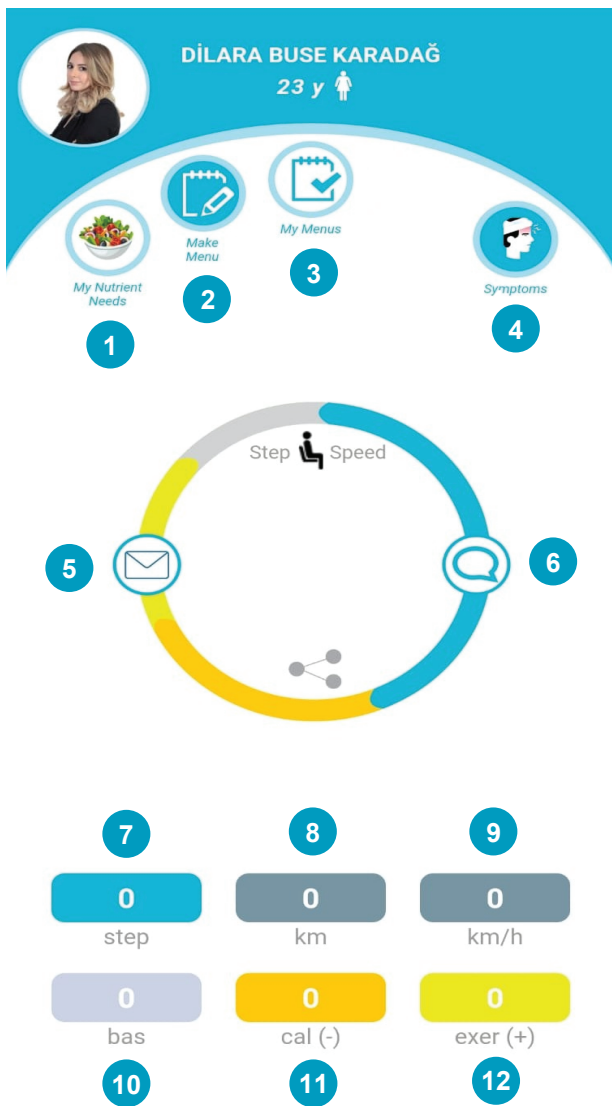 DİLARA BUSE KARADAĞ
23 y
My Nutrient
Needs
1
Make
Menu
2
My Menus
3
Symptoms
4
Step Speed
5
6
7
8
9
0
0
0
step
km
km/h
0
0
0
bas
cal (-)
exer (+)
10
11
12